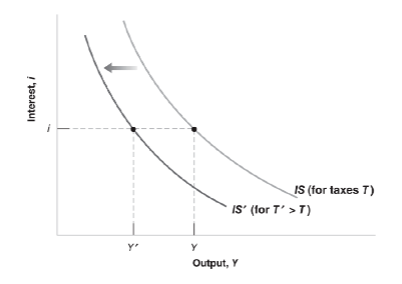 Interest, i
i
IS (for taxes T)
IS′ (for T′ > T)
Y′
Y
Output, Y